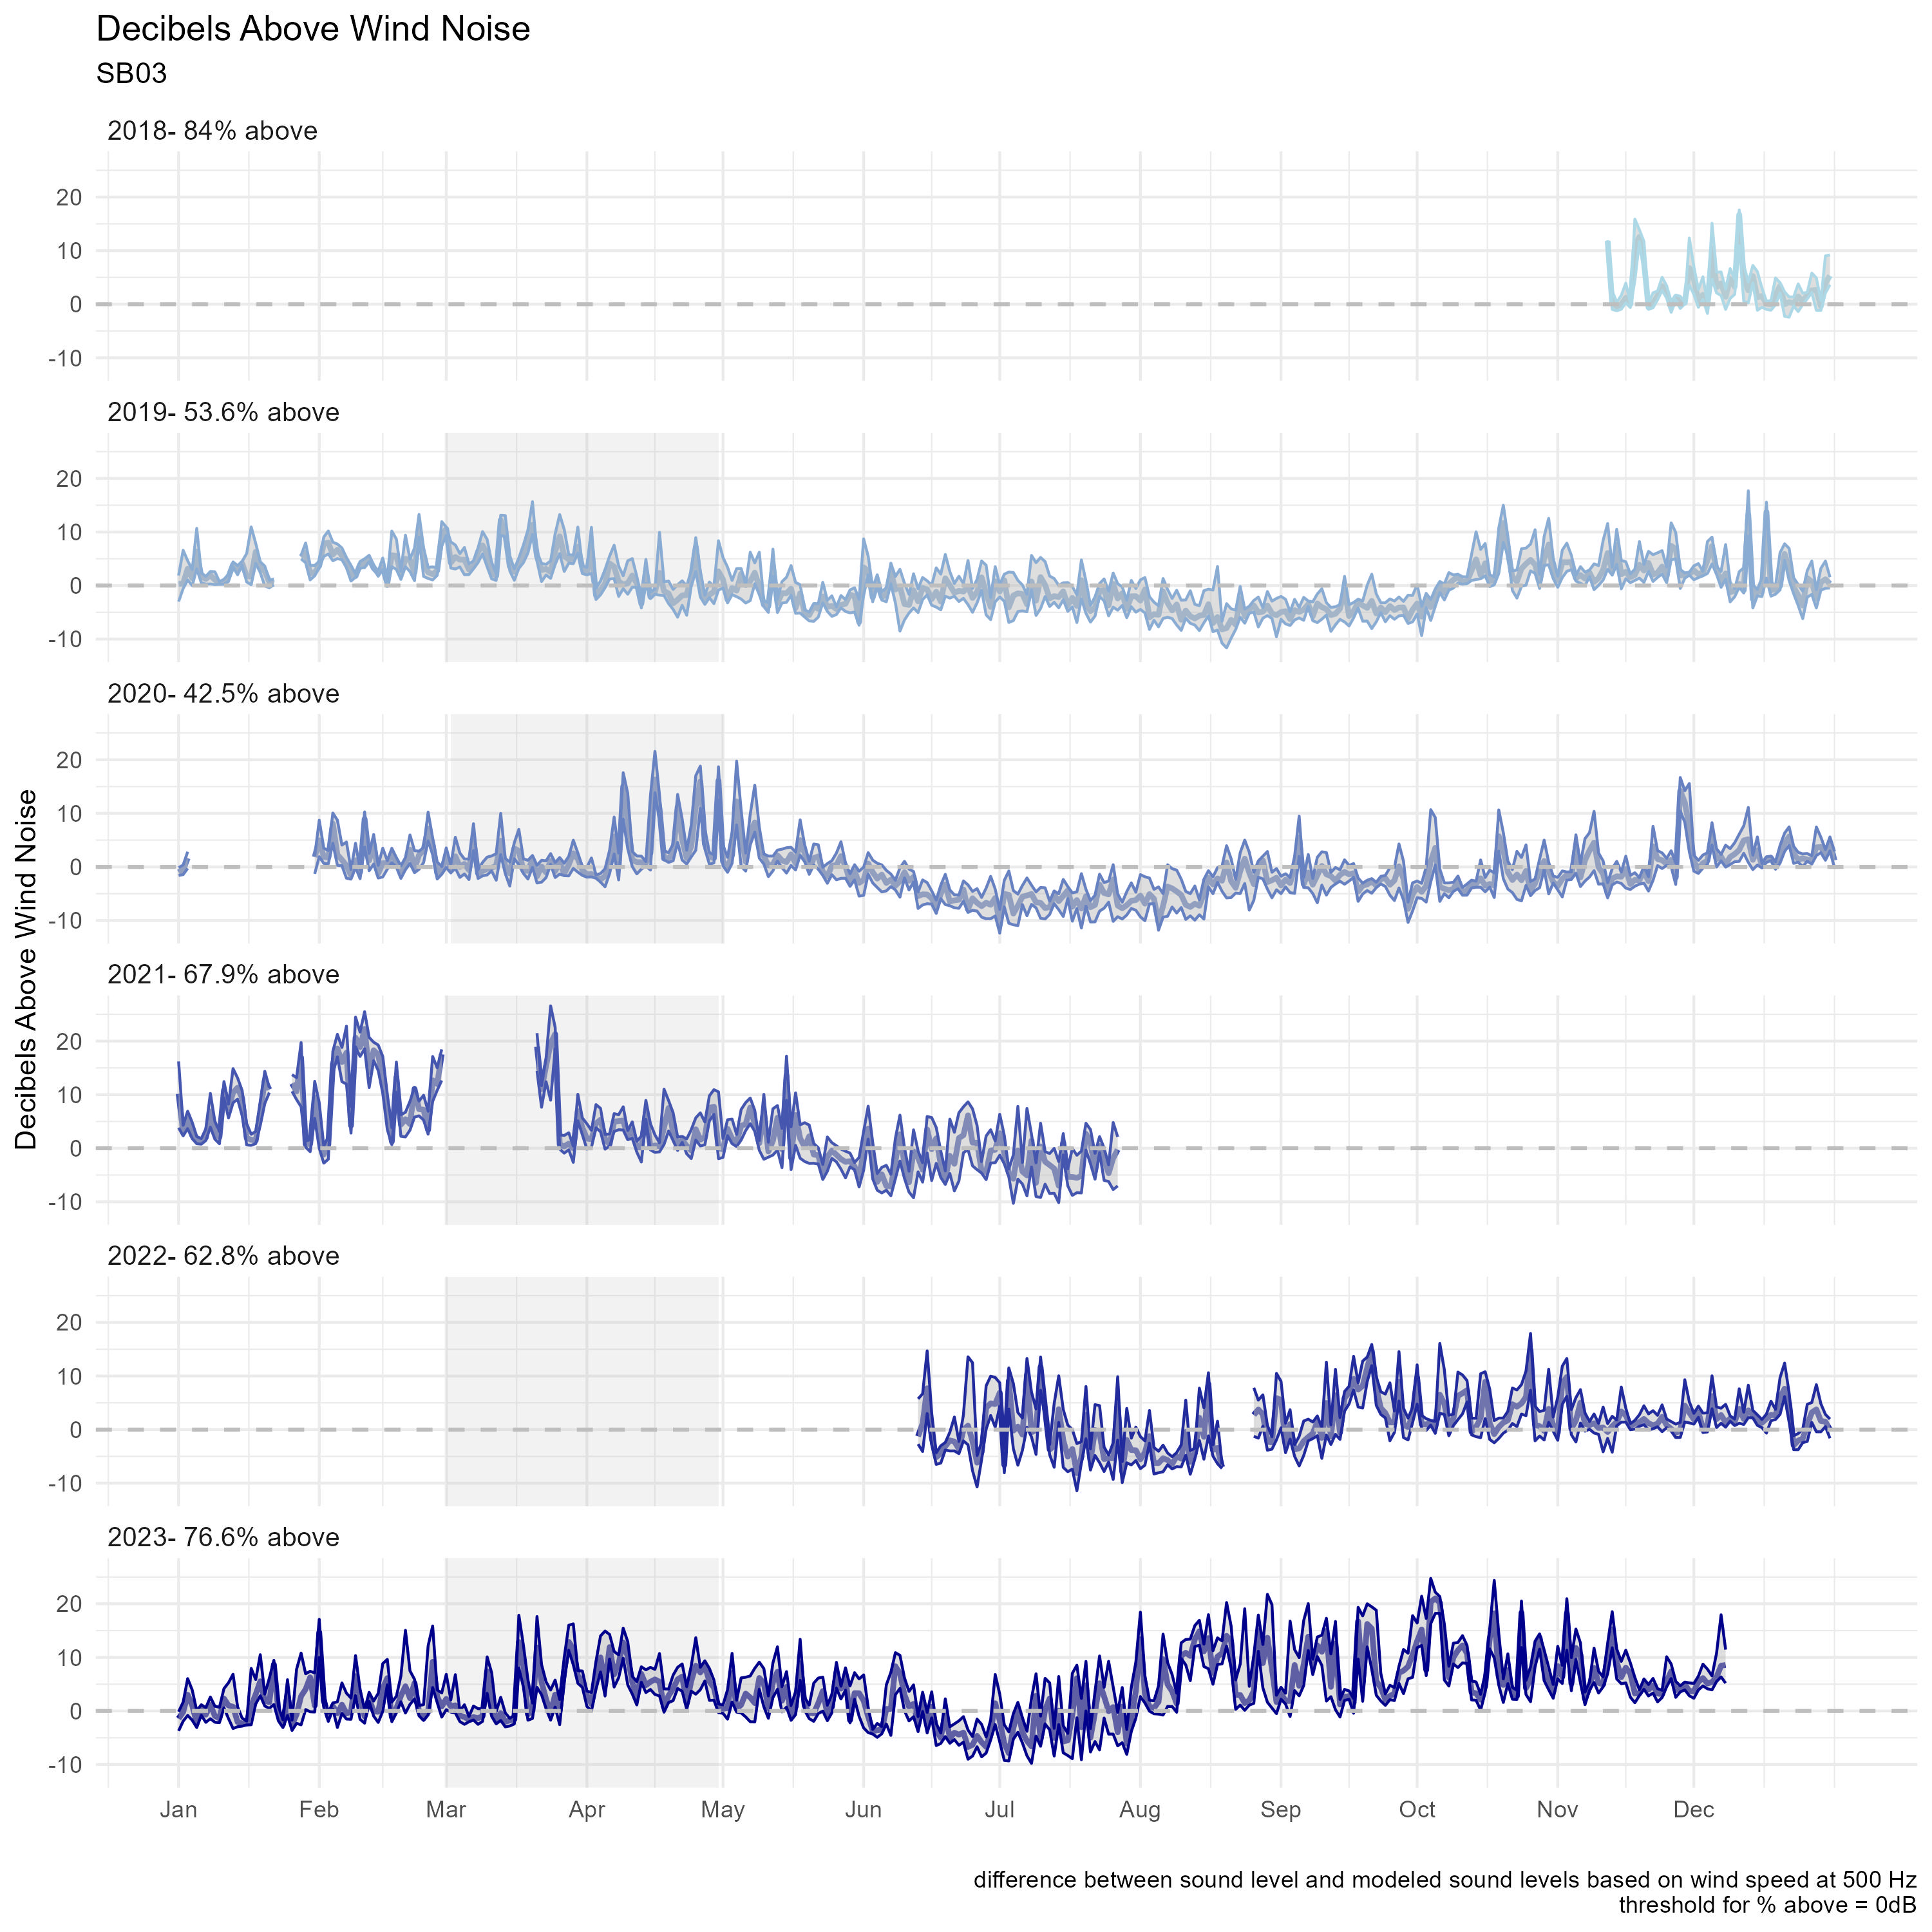 Decibels Above Wind Noise
SB03
2018- 84% above
20
10
0
-10
2019- 53.6% above
20
10
0
-10
2020- 42.5% above
20
10
0
-10
2021- 67.9% above
20
10
0
-10
2022- 62.8% above
20
10
0
-10
2023- 76.6% above
20
10
0
-10
Decibels Above Wind Noise
Jan Feb Mar Apr May Jun Jul Aug Sep Oct Nov Dec
difference between sound level and modeled sound levels based on wind speed at 500 Hz
threshold for % above = 0dB